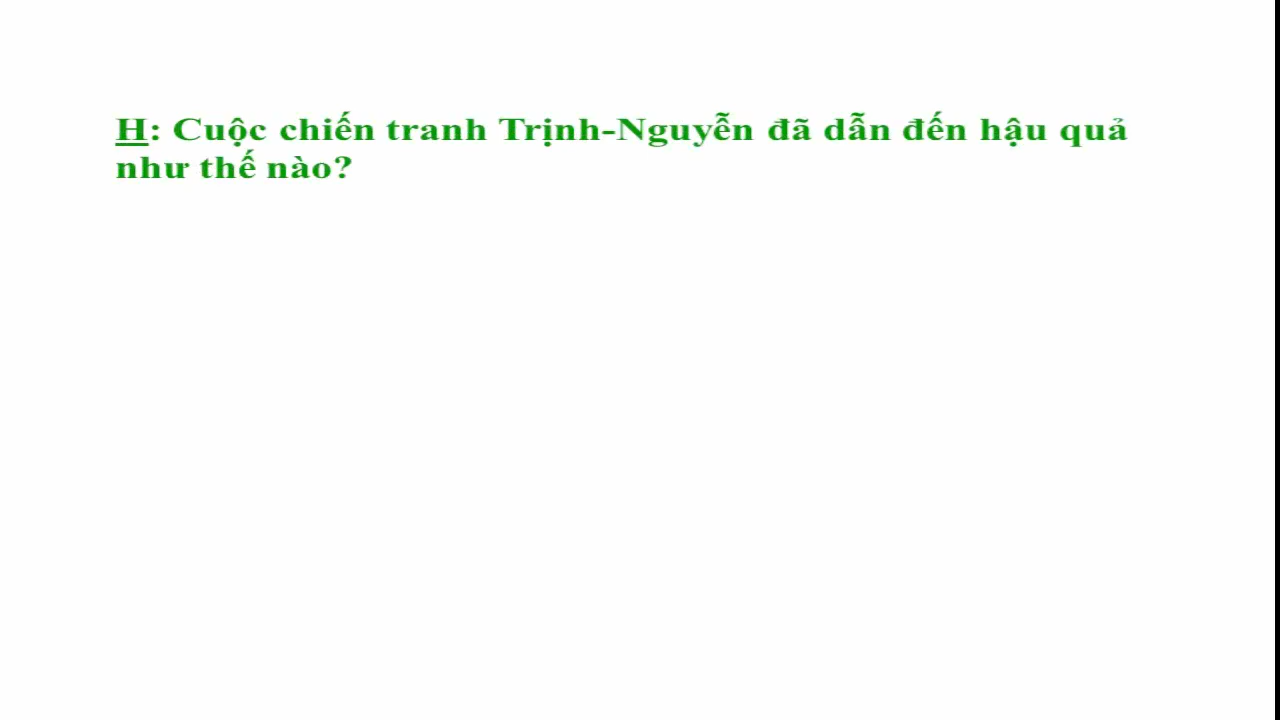 H: Cuộc chiến tranh Trịnh-Nguyễn đã dẫn đến hậu quả
như thế nào?